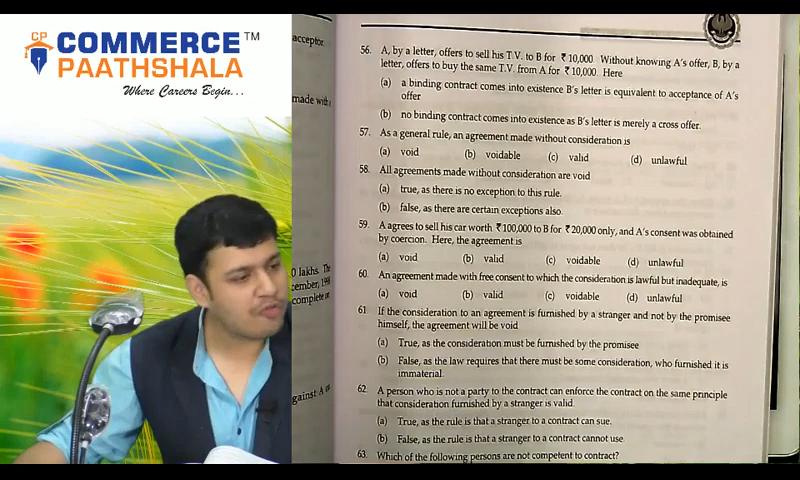 CP
COMMERCE™
PAATHSHALA
Where Careers Begin...
acceptor.
made with
0 lakhs. The
cember, 1998
complete on
gainst A
56. A, by a letter, offers to sell his T.V. to B for ₹ 10,000. Without knowing A's offer, B, by a
letter, offers to buy the same T.V. from A for ₹ 10,000. Here
(a) a binding contract comes into existence B's letter is equivalent to acceptance of A's
offer
(b) no binding contract comes into existence as B's letter is merely a cross offer.
57. As a general rule, an agreement made without consideration is
(a) void (b) voidable (c) valid (d) unlawful
58. All agreements made without consideration are void
(a) true, as there is no exception to this rule.
(b) false, as there are certain exceptions also.
59. A agrees to sell his car worth ₹ 100,000 to B for ₹ 20,000 only, and A's consent was obtained
by coercion. Here, the agreement is
(a) void (b) valid (c) voidable (d) unlawful
60. An agreement made with free consent to which the consideration is lawful but inadequate, is
(a) void (b) valid (c) voidable (d) unlawful
61 If the consideration to an agreement is furnished by a stranger and not by the promisee
himself, the agreement will be void
(a) True, as the consideration must be furnished by the promisee
(b) False, as the law requires that there must be some consideration, who furnished it is
immaterial.
62. A person who is not a party to the contract can enforce the contract on the same principle
that consideration furnished by a stranger is valid.
(a) True, as the rule is that a stranger to a contract can sue.
(b) False, as the rule is that a stranger to a contract cannot use.
63. Which of the following persons are not competent to contract?